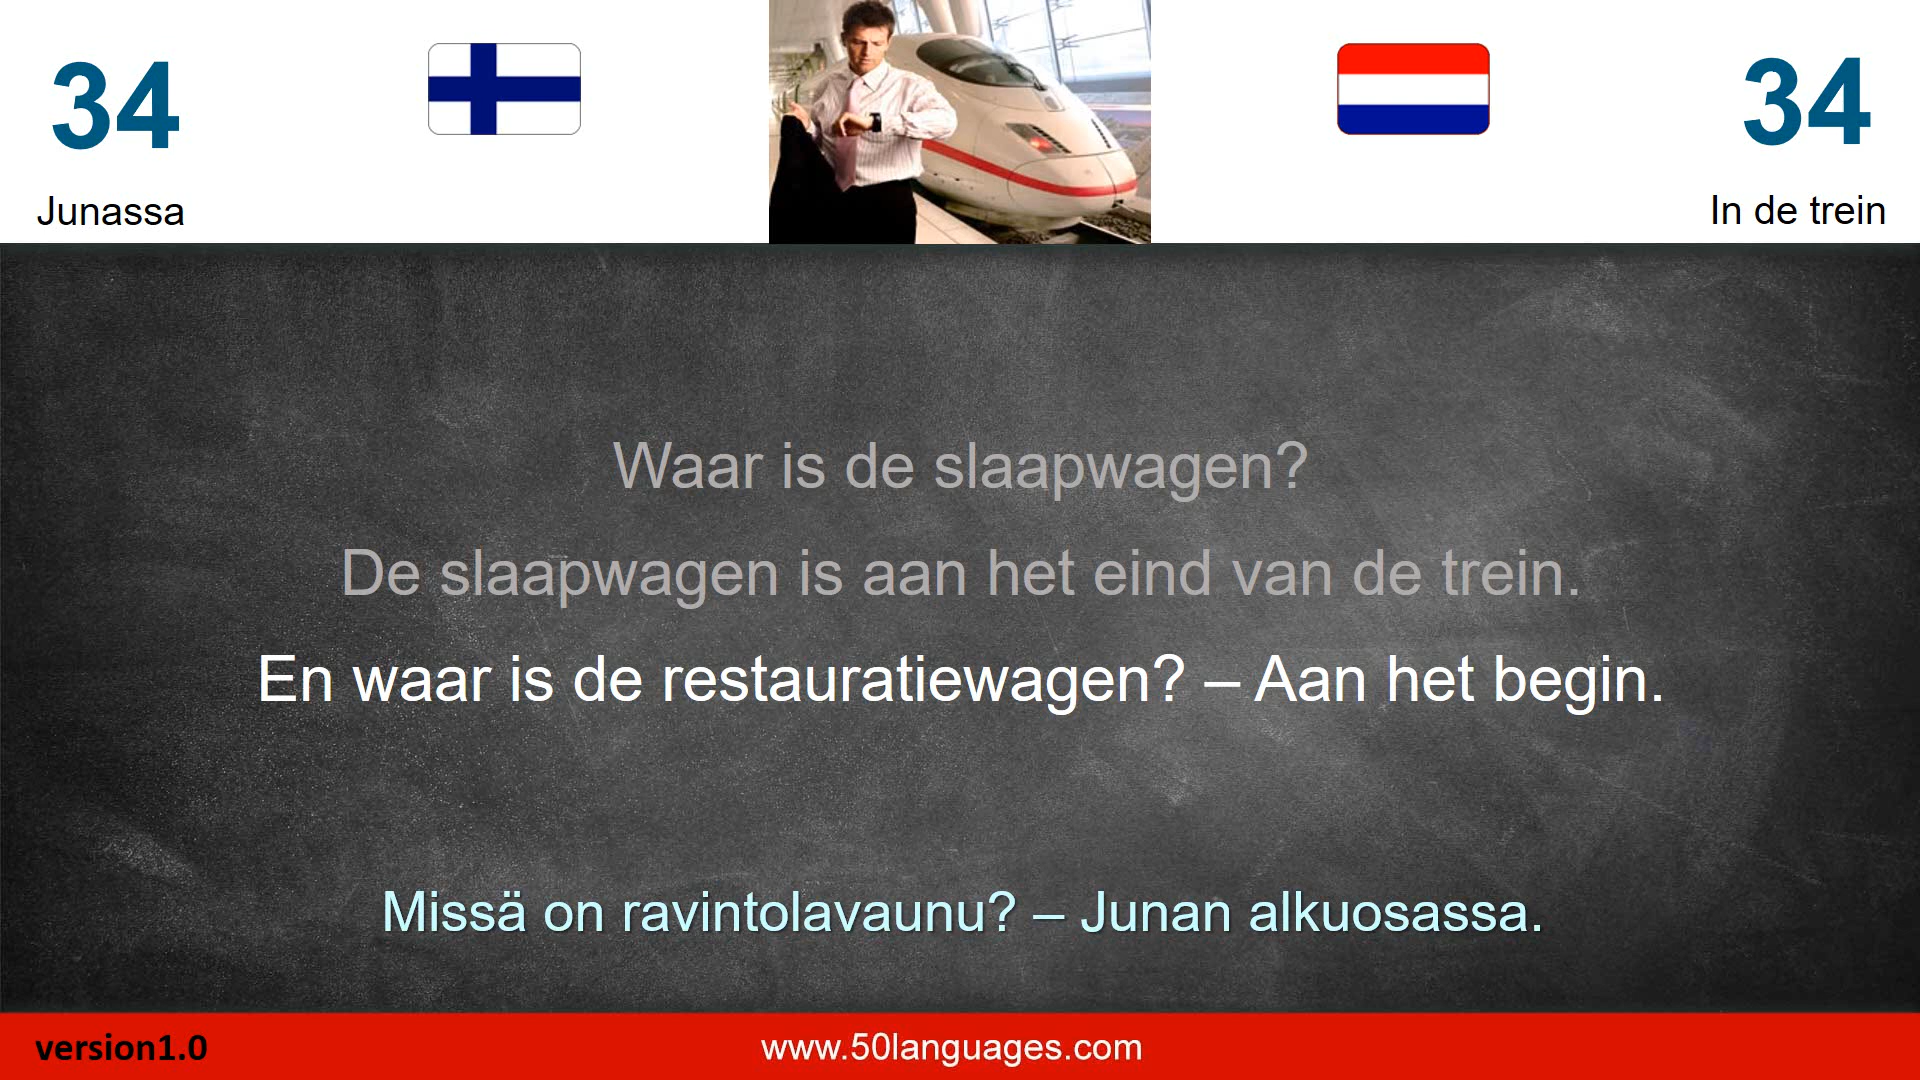 34
34
Junassa
In de trein
Waar is de slaapwagen?
De slaapwagen is aan het eind van de trein.
En waar is de restauratiewagen? – Aan het begin.
Missä on ravintolavaunu? – Junan alkuosassa.
version1.0
www.50languages.com